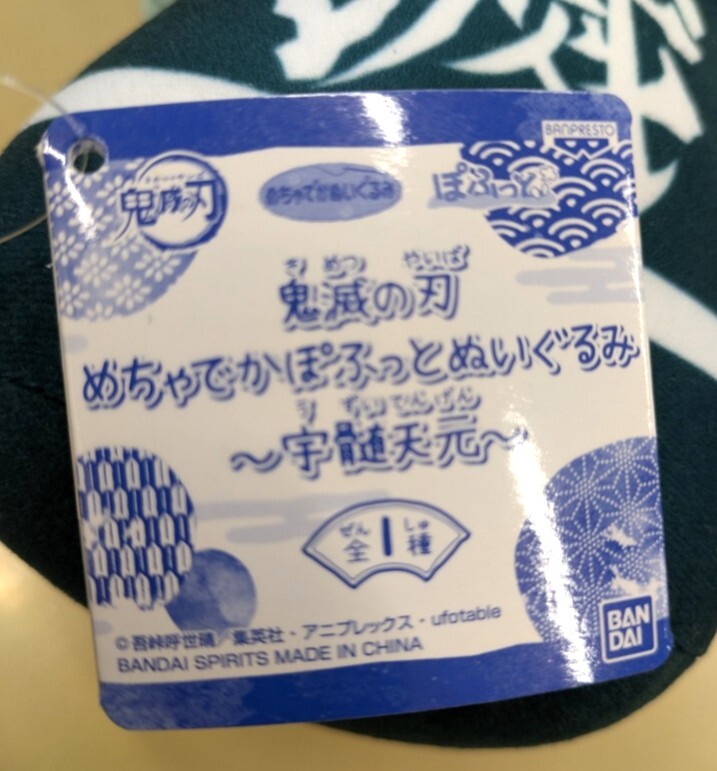 BANPRESTO
鬼滅の刃 めちゃでかぬいぐるみ ぽふっと
き めつ やいば
鬼滅の刃
めちゃでかぽふっとぬいぐるみ
う ずいてんげん
〜宇髄天元〜
ぜん しゅ
全1種
©吾峠呼世晴/集英社・アニプレックス・ufotable
BANDAI SPIRITS MADE IN CHINA
BAN
DAI